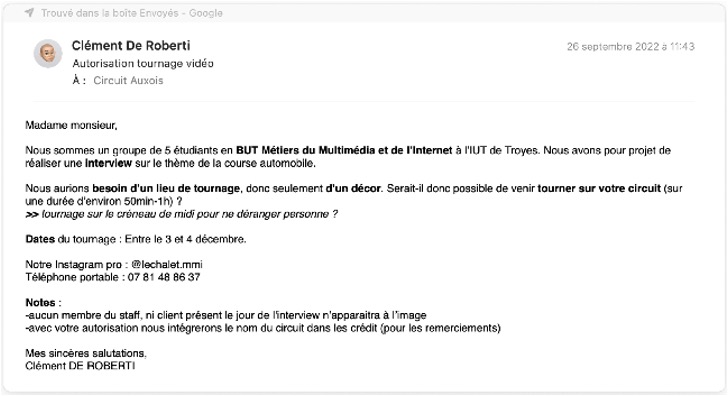 Trouvé dans la boîte Envoyés – Google
Clément De Roberti
26 septembre 2022 à 11:43
Autorisation tournage vidéo
À : Circuit Auxois
Madame monsieur,
Nous sommes un groupe de 5 étudiants en BUT Métiers du Multimédia et de l'Internet à l'IUT de Troyes. Nous avons pour projet de
réaliser une interview sur le thème de la course automobile.
Nous aurions besoin d'un lieu de tournage, donc seulement d'un décor. Serait-il donc possible de venir tourner sur votre circuit (sur
une durée d'environ 50min-1h) ?
>> tournage sur le créneau de midi pour ne déranger personne ?
Dates du tournage : Entre le 3 et 4 décembre.
Notre Instagram pro : @lechalet.mmi
Téléphone portable : 07 81 48 86 37
Notes :
-aucun membre du staff, ni client présent le jour de l'interview n'apparaitra à l'image
-avec votre autorisation nous intégrerons le nom du circuit dans les crédit (pour les remerciements)
Mes sincères salutations,
Clément DE ROBERTI